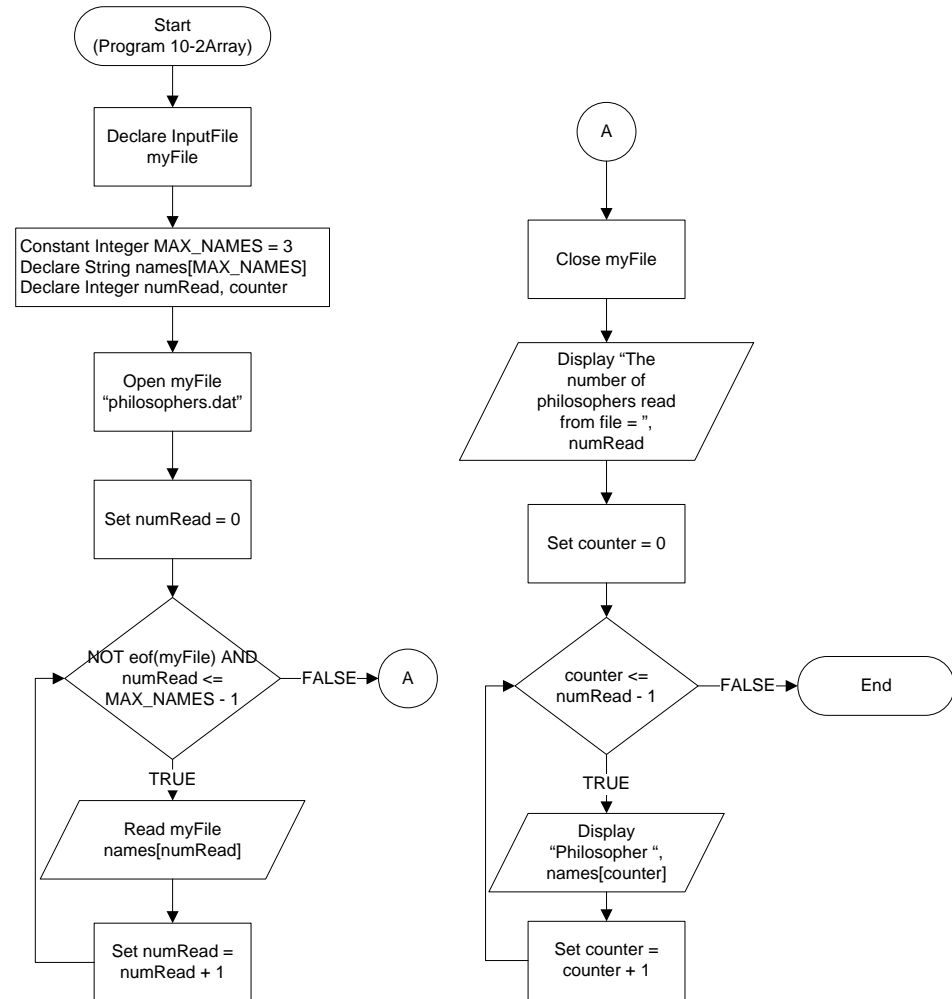 Start
(Program 10-2Array)
Declare InputFile
myFile
Constant Integer MAX_NAMES = 3
Declare String names[MAX_NAMES]
Declare Integer numRead, counter
Open myFile
“philosophers.dat”
Set numRead = 0
NOT eof(myFile) AND
numRead <=
MAX_NAMES - 1
FALSE
A
TRUE
Read myFile
names[numRead]
Set numRead =
numRead + 1
A
Close myFile
Display “The
number of
philosophers read
from file = ”,
numRead
Set counter = 0
counter <=
numRead - 1
FALSE
End
TRUE
Display
“Philosopher “,
names[counter]
Set counter =
counter + 1